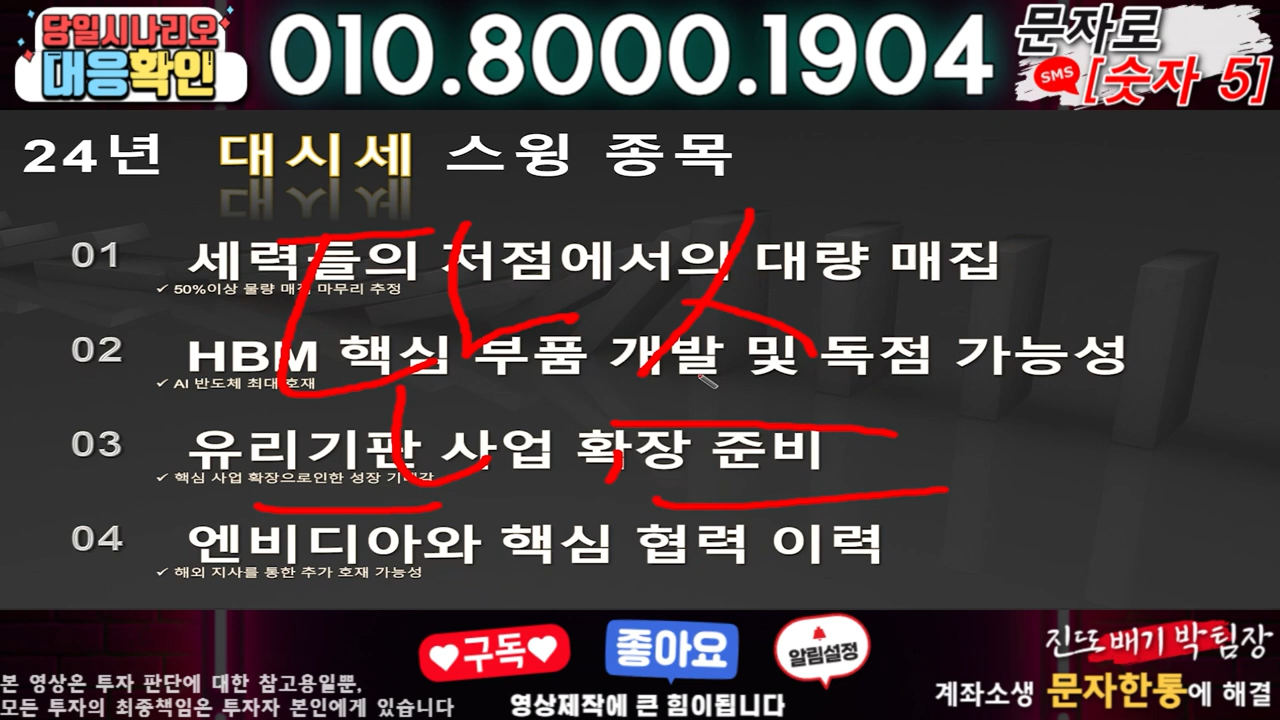 당일시나리오
대응확인
010.8000.1904
문자로
SMS [숫자 5]
24년 대시세 스윙 종목
01 세력들의 저점에서의 대량 매집
✓ 50%이상 물량 매집 마무리 추정
02 HBM 핵심 부품 개발 및 독점 가능성
✓ AI 반도체 최대 호재
03 유리기판 사업 확장 준비
✓ 핵심 사업 확장으로인한 성장 기대감
04 엔비디아와 핵심 협력 이력
✓ 해외 지사를 통한 추가 호재 가능성
구독
좋아요
알림설정
영상제작에 큰 힘이됩니다
본 영상은 투자 판단에 대한 참고용일뿐,
모든 투자의 최종책임은 투자자 본인에게 있습니다
진또배기 박팀장
계좌소생 문자한통에 해결